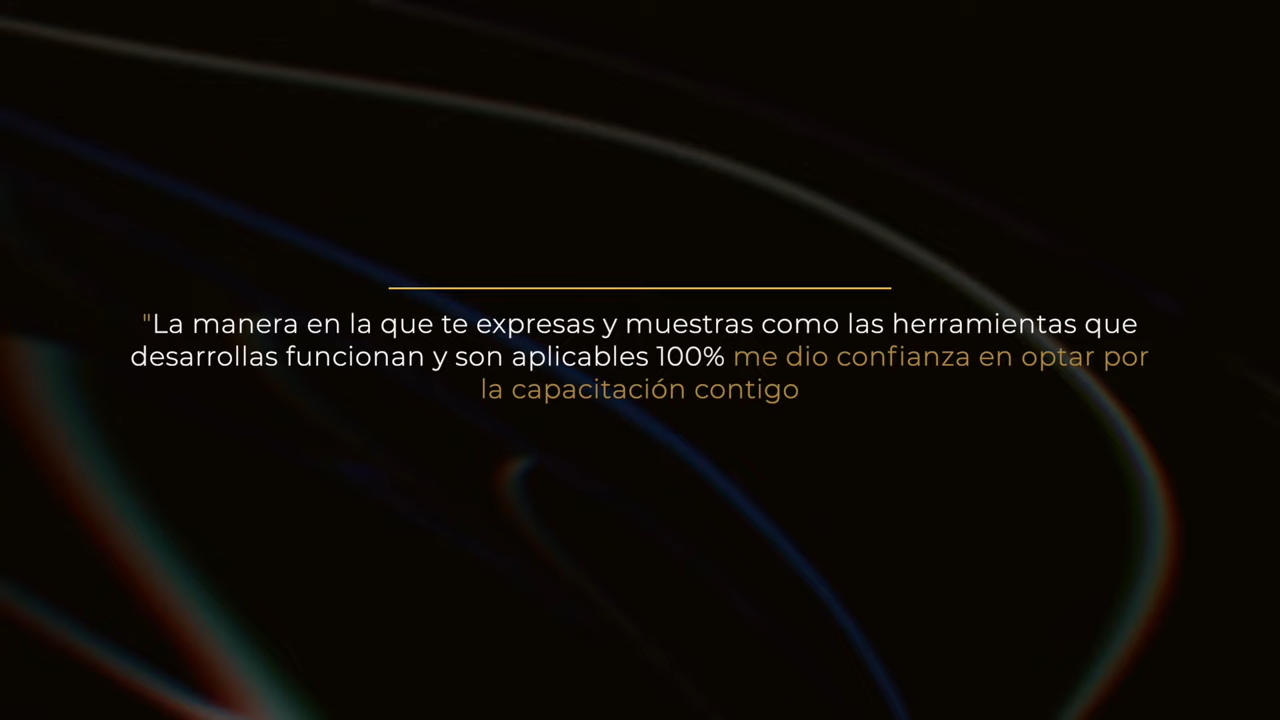 "La manera en la que te expresas y muestras como las herramientas que
desarrollas funcionan y son aplicables 100% me dio confianza en optar por
la capacitación contigo